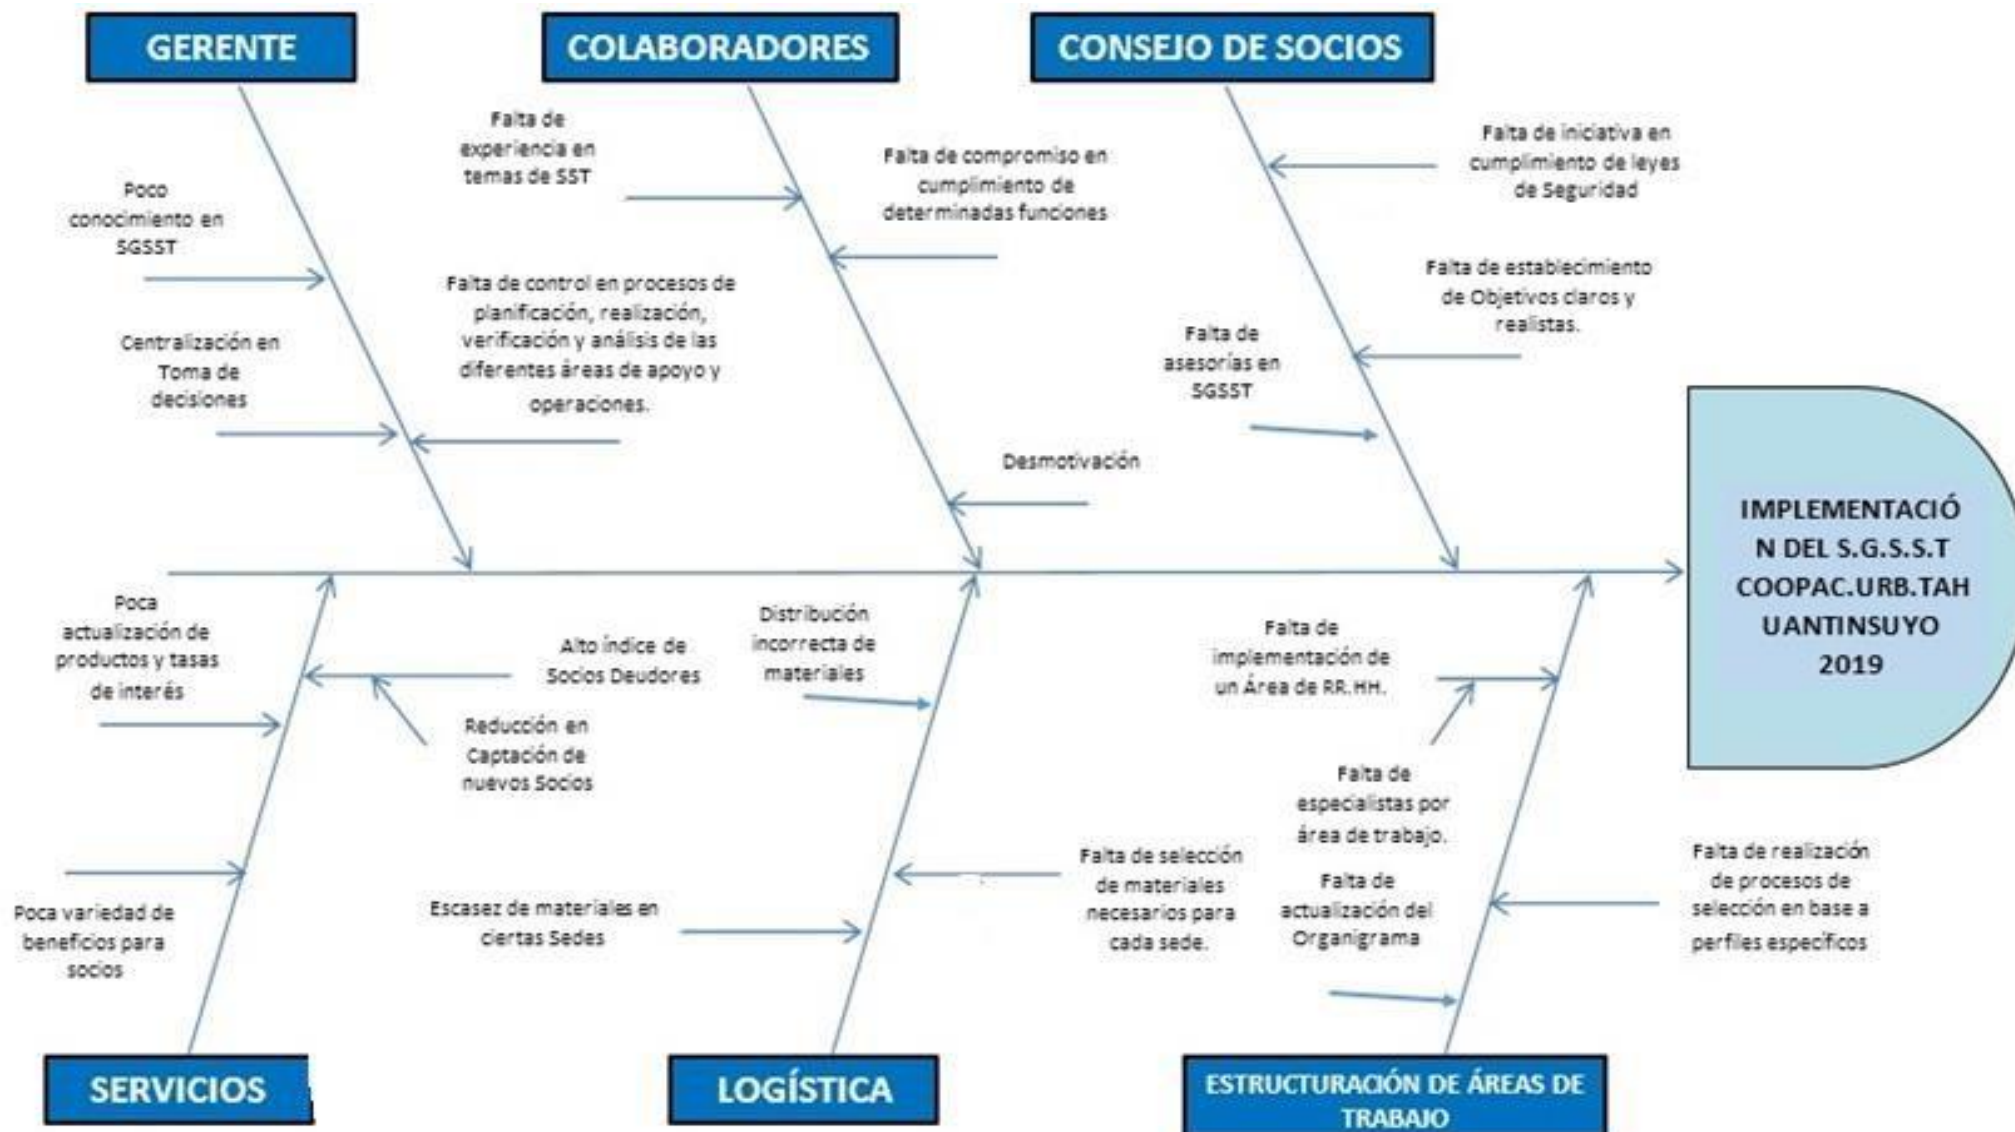 GERENTE
COLABORADORES
CONSEJO DE SOCIOS
Poco
conocimiento en
SGSST
Centralización en
Toma de
decisiones
Falta de control en procesos de
planificación, realización,
verificación y análisis de las
diferentes áreas de apoyo y
operaciones.
Falta de
experiencia en
temas de SST
Falta de compromiso en
cumplimiento de
determinadas funciones
Desmotivación
Falta de iniciativa en
cumplimiento de leyes
de Seguridad
Falta de establecimiento
de Objetivos claros y
realistas.
Falta de
asesorías en
SGSST
IMPLEMENTACIÓ
N DEL S.G.S.S.T
COOPAC.URB.TAH
UANTINSUYO
2019
Poca
actualización de
productos y tasas
de interés
Alto índice de
Socios Deudores
Reducción en
Captación de
nuevos Socios
Poca variedad de
beneficios para
socios
Distribución
incorrecta de
materiales
Escasez de materiales en
ciertas Sedes
Falta de selección
de materiales
necesarios para
cada sede.
Falta de
implementación de
un Área de RR.HH.
Falta de
especialistas por
área de trabajo.
Falta de
actualización del
Organigrama
Falta de realización
de procesos de
selección en base a
perfiles específicos
SERVICIOS
LOGÍSTICA
ESTRUCTURACIÓN DE ÁREAS DE
TRABAJO